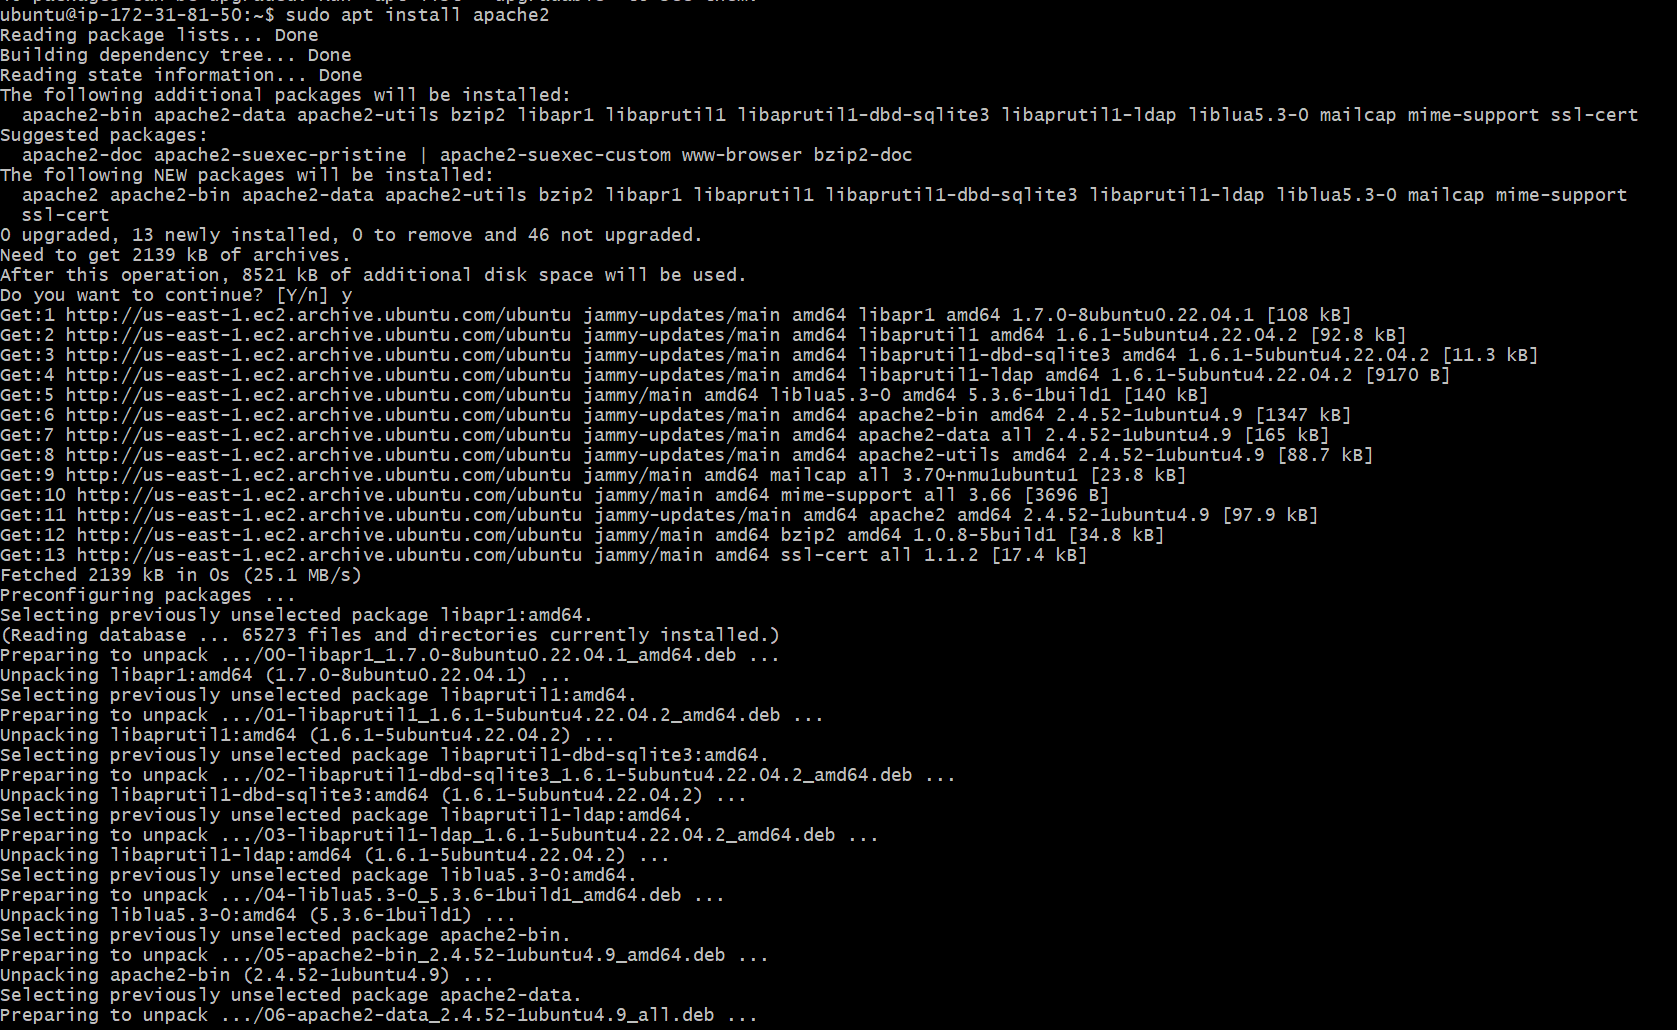 ubuntu@ip-172-31-81-50:~$ sudo apt install apache2
Reading package lists... Done
Building dependency tree... Done
Reading state information... Done
The following additional packages will be installed:
  apache2-bin apache2-data apache2-utils bzip2 libapr1 libaprutil1 libaprutil1-dbd-sqlite3 libaprutil1-ldap liblua5.3-0 mailcap mime-support ssl-cert
Suggested packages:
  apache2-doc apache2-suexec-pristine | apache2-suexec-custom www-browser bzip2-doc
The following NEW packages will be installed:
  apache2 apache2-bin apache2-data apache2-utils bzip2 libapr1 libaprutil1 libaprutil1-dbd-sqlite3 libaprutil1-ldap liblua5.3-0 mailcap mime-support
  ssl-cert
0 upgraded, 13 newly installed, 0 to remove and 46 not upgraded.
Need to get 2139 kB of archives.
After this operation, 8521 kB of additional disk space will be used.
Do you want to continue? [Y/n] y
Get:1 http://us-east-1.ec2.archive.ubuntu.com/ubuntu jammy-updates/main amd64 libapr1 amd64 1.7.0-8ubuntu0.22.04.1 [108 kB]
Get:2 http://us-east-1.ec2.archive.ubuntu.com/ubuntu jammy-updates/main amd64 libaprutil1 amd64 1.6.1-5ubuntu4.22.04.2 [92.8 kB]
Get:3 http://us-east-1.ec2.archive.ubuntu.com/ubuntu jammy-updates/main amd64 libaprutil1-dbd-sqlite3 amd64 1.6.1-5ubuntu4.22.04.2 [11.3 kB]
Get:4 http://us-east-1.ec2.archive.ubuntu.com/ubuntu jammy-updates/main amd64 libaprutil1-ldap amd64 1.6.1-5ubuntu4.22.04.2 [9170 B]
Get:5 http://us-east-1.ec2.archive.ubuntu.com/ubuntu jammy/main amd64 liblua5.3-0 amd64 5.3.6-1build1 [140 kB]
Get:6 http://us-east-1.ec2.archive.ubuntu.com/ubuntu jammy-updates/main amd64 apache2-bin amd64 2.4.52-1ubuntu4.9 [1347 kB]
Get:7 http://us-east-1.ec2.archive.ubuntu.com/ubuntu jammy-updates/main amd64 apache2-data all 2.4.52-1ubuntu4.9 [165 kB]
Get:8 http://us-east-1.ec2.archive.ubuntu.com/ubuntu jammy-updates/main amd64 apache2-utils amd64 2.4.52-1ubuntu4.9 [88.7 kB]
Get:9 http://us-east-1.ec2.archive.ubuntu.com/ubuntu jammy/main amd64 mailcap all 3.70+nmu1ubuntu1 [23.8 kB]
Get:10 http://us-east-1.ec2.archive.ubuntu.com/ubuntu jammy/main amd64 mime-support all 3.66 [3696 B]
Get:11 http://us-east-1.ec2.archive.ubuntu.com/ubuntu jammy-updates/main amd64 apache2 amd64 2.4.52-1ubuntu4.9 [97.9 kB]
Get:12 http://us-east-1.ec2.archive.ubuntu.com/ubuntu jammy/main amd64 bzip2 amd64 1.0.8-5build1 [34.8 kB]
Get:13 http://us-east-1.ec2.archive.ubuntu.com/ubuntu jammy/main amd64 ssl-cert all 1.1.2 [17.4 kB]
Fetched 2139 kB in 0s (25.1 MB/s)
Preconfiguring packages ...
Selecting previously unselected package libapr1:amd64.
(Reading database ... 65273 files and directories currently installed.)
Preparing to unpack .../00-libapr1_1.7.0-8ubuntu0.22.04.1_amd64.deb ...
Unpacking libapr1:amd64 (1.7.0-8ubuntu0.22.04.1) ...
Selecting previously unselected package libaprutil1:amd64.
Preparing to unpack .../01-libaprutil1_1.6.1-5ubuntu4.22.04.2_amd64.deb ...
Unpacking libaprutil1:amd64 (1.6.1-5ubuntu4.22.04.2) ...
Selecting previously unselected package libaprutil1-dbd-sqlite3:amd64.
Preparing to unpack .../02-libaprutil1-dbd-sqlite3_1.6.1-5ubuntu4.22.04.2_amd64.deb ...
Unpacking libaprutil1-dbd-sqlite3:amd64 (1.6.1-5ubuntu4.22.04.2) ...
Selecting previously unselected package libaprutil1-ldap:amd64.
Preparing to unpack .../03-libaprutil1-ldap_1.6.1-5ubuntu4.22.04.2_amd64.deb ...
Unpacking libaprutil1-ldap:amd64 (1.6.1-5ubuntu4.22.04.2) ...
Selecting previously unselected package liblua5.3-0:amd64.
Preparing to unpack .../04-liblua5.3-0_5.3.6-1build1_amd64.deb ...
Unpacking liblua5.3-0:amd64 (5.3.6-1build1) ...
Selecting previously unselected package apache2-bin.
Preparing to unpack .../05-apache2-bin_2.4.52-1ubuntu4.9_amd64.deb ...
Unpacking apache2-bin (2.4.52-1ubuntu4.9) ...
Selecting previously unselected package apache2-data.
Preparing to unpack .../06-apache2-data_2.4.52-1ubuntu4.9_all.deb ...